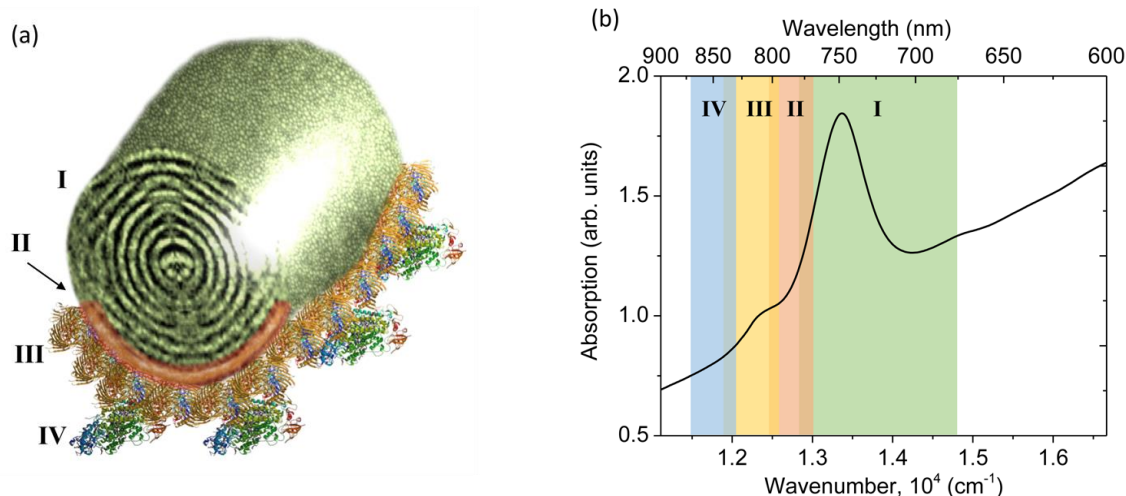 (a)
I
II
III
IV
(b)
Wavelength (nm)
900 850 800 750 700 650 600
Absorption (arb. units)
2.0
1.5
1.0
0.5
IV III II I
1.2 1.3 1.4 1.5 1.6
Wavenumber, 10⁴ (cm⁻¹)